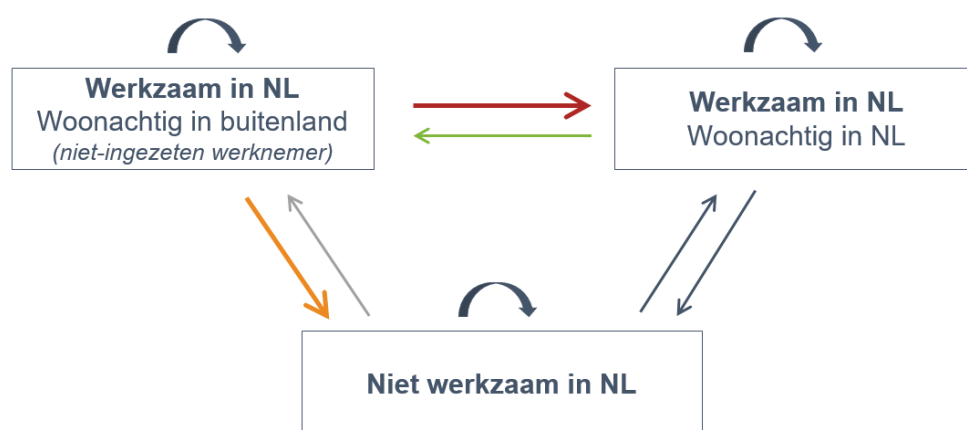 Werkzaam in NL
Woonachtig in buitenland
(niet-ingezeten werknemer)
Werkzaam in NL
Woonachtig in NL
Niet werkzaam in NL